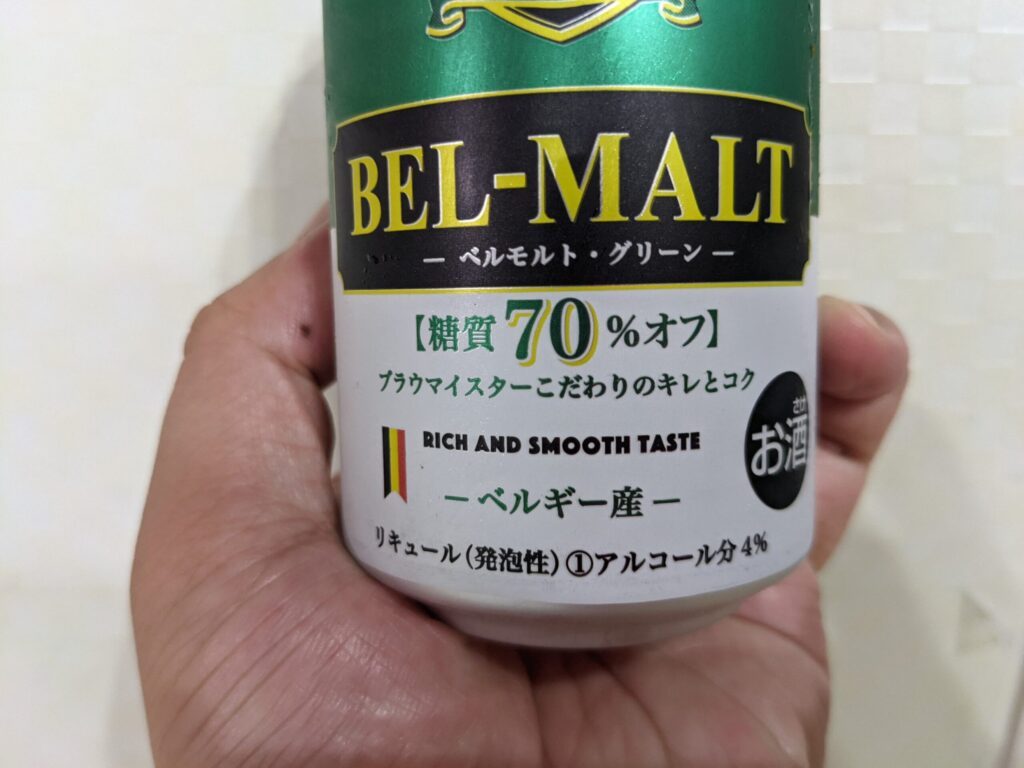 BEL-MALT
— ベルモルト・グリーン —
【糖質70%オフ】
ブラウマイスターこだわりのキレとコク
RICH AND SMOOTH TASTE
さけ
お酒
— ベルギー産 —
リキュール(発泡性)①アルコール分4%